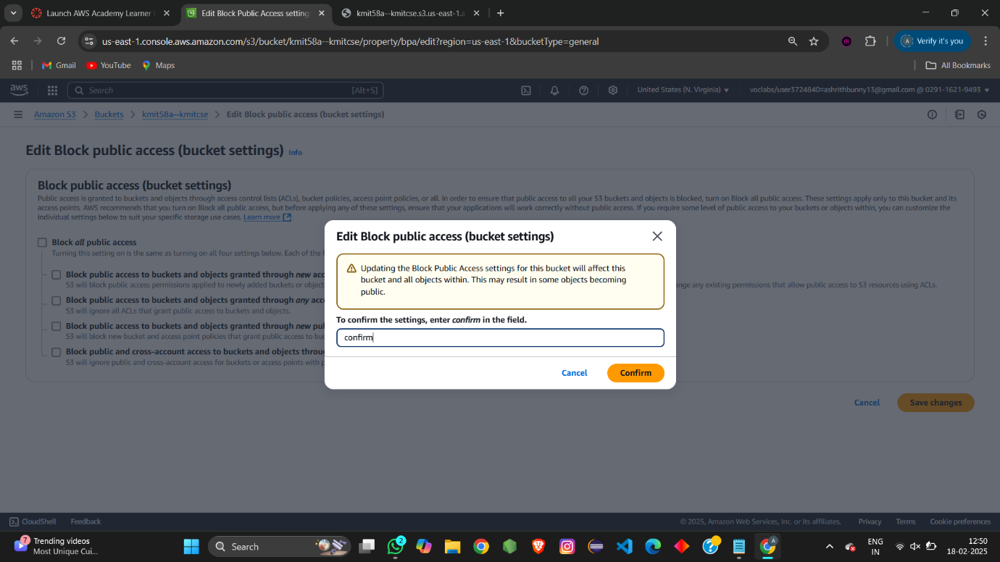 Launch AWS Academy Learner
Edit Block Public Access setting
kmit58a--kmitcse.s3.us-east-1.a
us-east-1.console.aws.amazon.com/s3/bucket/kmit58a--kmitcse/property/bpa/edit?region=us-east-1&bucketType=general
Verify it's you
Gmail
YouTube
Maps
All Bookmarks
aws
Search
[Alt+S]
United States (N. Virginia)
voclabs/user3724840=ashrithbunny13@gmail.com @ 0291-1621-9493
Amazon S3
Buckets
kmit58a--kmitcse
Edit Block public access (bucket settings)
Edit Block public access (bucket settings) Info
Block public access (bucket settings)
Public access is granted to buckets and objects through access control lists (ACLs), bucket policies, access point policies, or all. In order to ensure that public access to all your S3 buckets and objects is blocked, turn on Block all public access. These settings apply only to this bucket and its
access points. AWS recommends that you turn on Block all public access, but before applying any of these settings, ensure that your applications will work correctly without public access. If you require some level of public access to your buckets or objects within, you can customize the
individual settings below to suit your specific storage use cases. Learn more
Block all public access
Turning this setting on is the same as turning on all four settings below. Each of the
Block public access to buckets and objects granted through new acc
S3 will block public access permissions applied to newly added buckets or object
nge any existing permissions that allow public access to S3 resources using ACLs.
Block public access to buckets and objects granted through any acc
S3 will ignore all ACLs that grant public access to buckets and objects.
Block public access to buckets and objects granted through new pul
S3 will block new bucket and access point policies that grant public access to buc
Block public and cross-account access to buckets and objects throu
S3 will ignore public and cross-account access for buckets or access points with p
Edit Block public access (bucket settings)
Updating the Block Public Access settings for this bucket will affect this
bucket and all objects within. This may result in some objects becoming
public.
To confirm the settings, enter confirm in the field.
confirm
Cancel
Confirm
Cancel
Save changes
CloudShell
Feedback
© 2025, Amazon Web Services, Inc. or its affiliates.
Privacy
Terms
Cookie preferences
7
Trending videos
Most Unique Cui...
Search
2
A
ENG
IN
12:50
18-02-2025